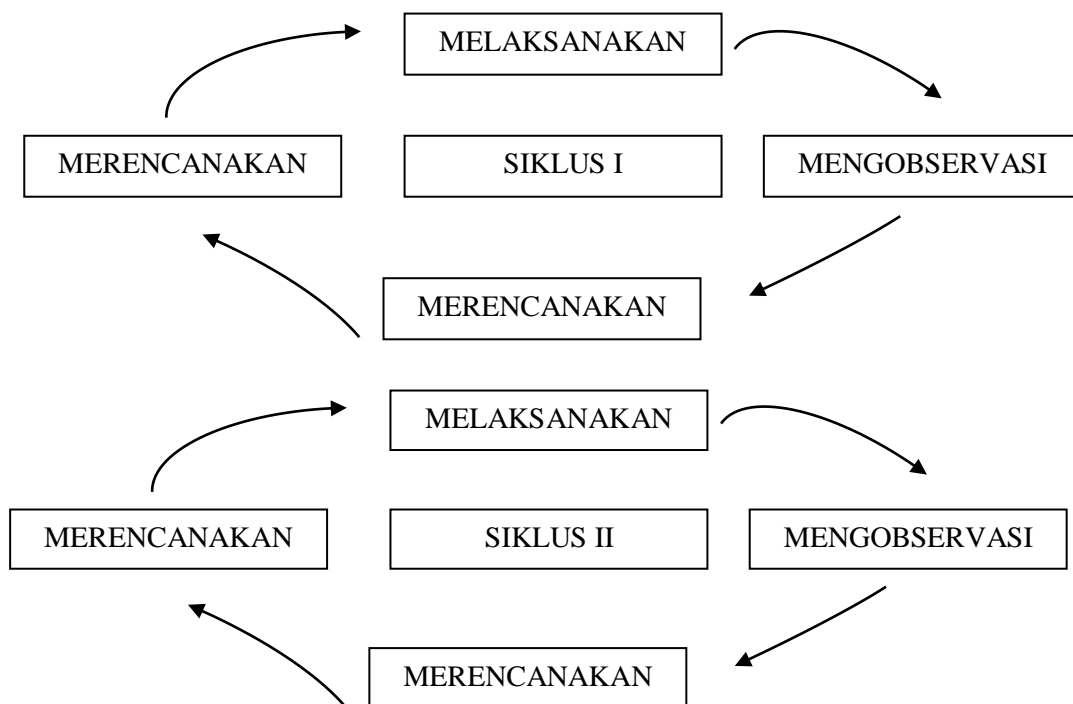 MELAKSANAKAN
MERENCANAKAN
SIKLUS I
MENGOBSERVASI
MERENCANAKAN
MELAKSANAKAN
MERENCANAKAN
SIKLUS II
MENGOBSERVASI
MERENCANAKAN